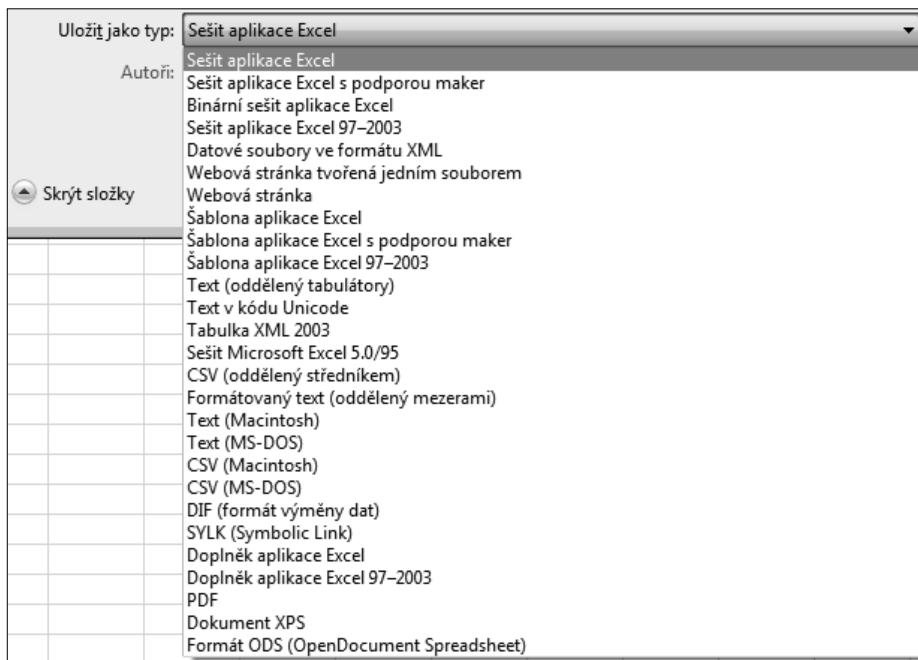 Uložit jako typ: Sešit aplikace Excel
Autoři:
Sešit aplikace Excel
Sešit aplikace Excel s podporou maker
Binární sešit aplikace Excel
Sešit aplikace Excel 97–2003
Datové soubory ve formátu XML
Webová stránka tvořená jedním souborem
Skrýt složky
Webová stránka
Šablona aplikace Excel
Šablona aplikace Excel s podporou maker
Šablona aplikace Excel 97–2003
Text (oddělený tabulátory)
Text v kódu Unicode
Tabulka XML 2003
Sešit Microsoft Excel 5.0/95
CSV (oddělený středníkem)
Formátovaný text (oddělený mezerami)
Text (Macintosh)
Text (MS-DOS)
CSV (Macintosh)
CSV (MS-DOS)
DIF (formát výměny dat)
SYLK (Symbolic Link)
Doplněk aplikace Excel
Doplněk aplikace Excel 97–2003
PDF
Dokument XPS
Formát ODS (OpenDocument Spreadsheet)